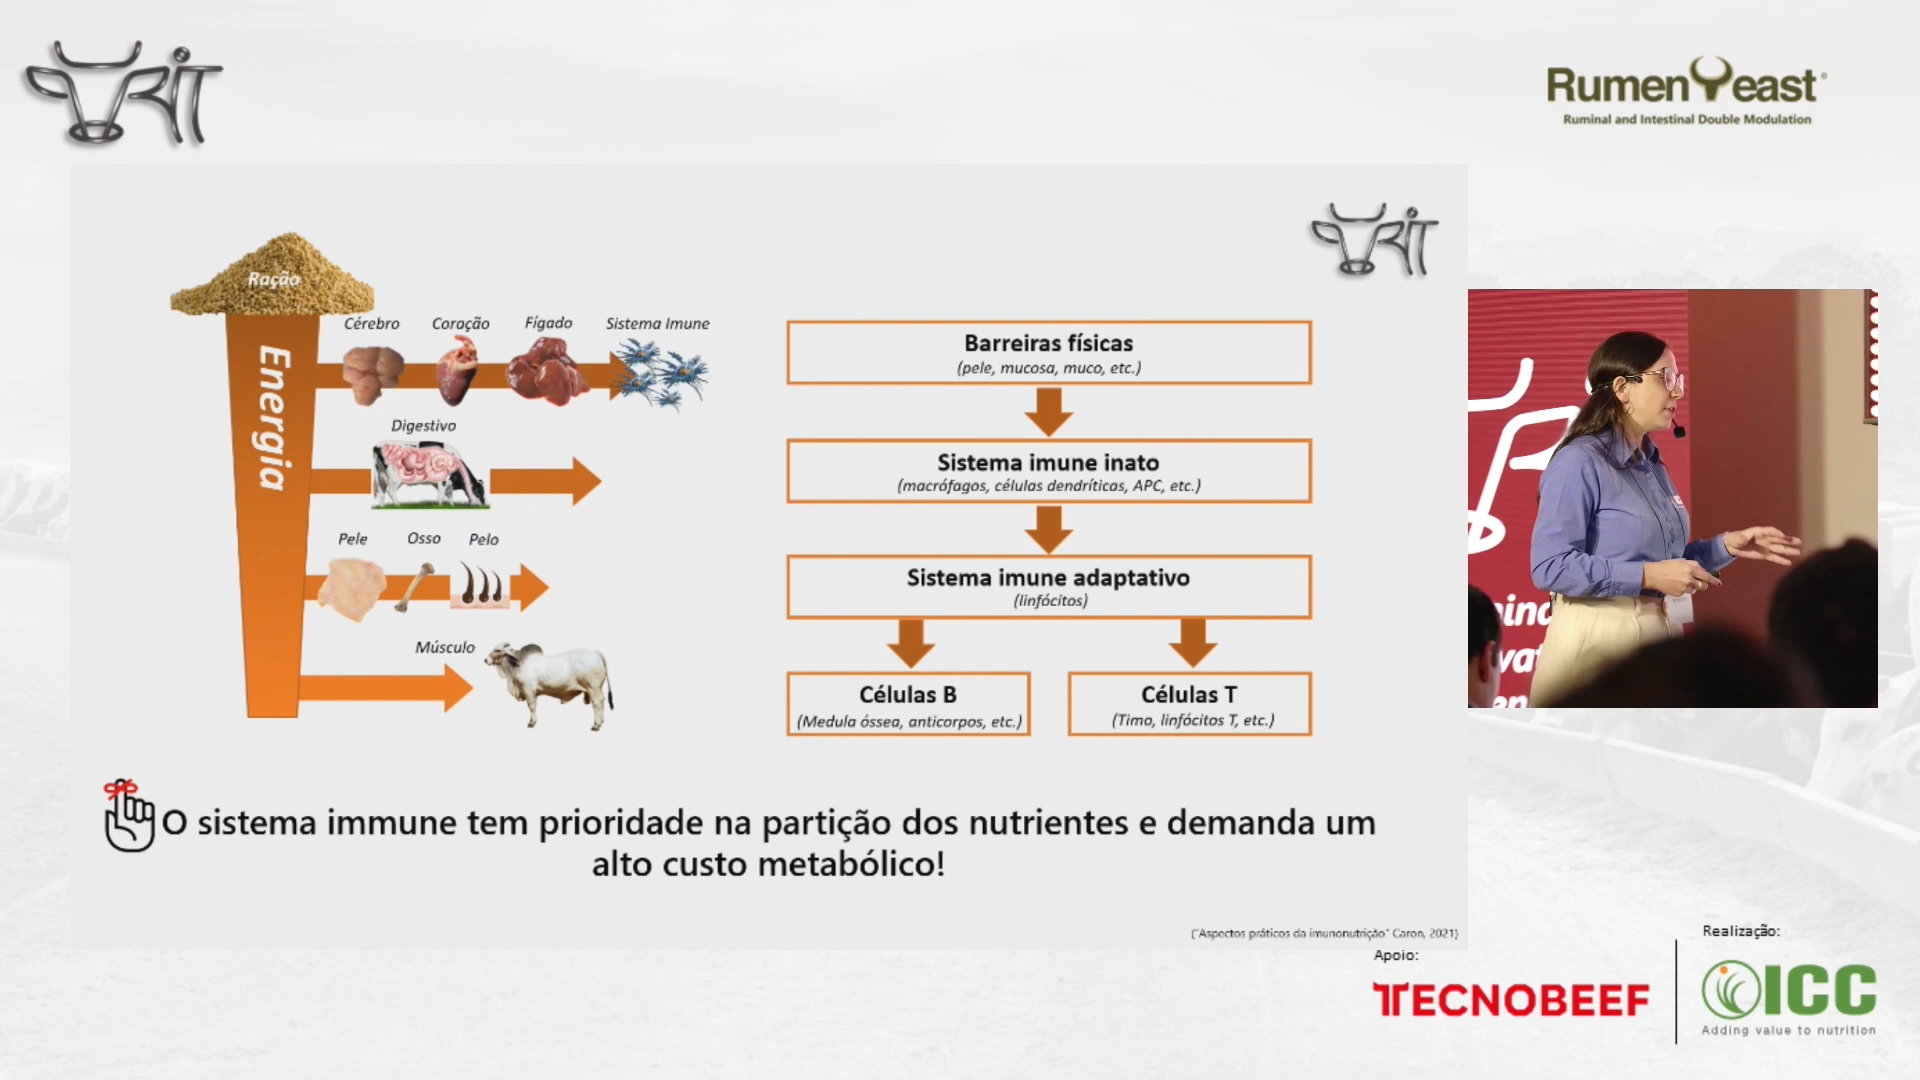 RIT
RumenYeast®
Ruminal and Intestinal Double Modulation
RIT
Ração
Energia
Cérebro Coração Fígado Sistema Imune
Digestivo
Pele Osso Pelo
Músculo
Barreiras físicas
(pele, mucosa, muco, etc.)
Sistema imune inato
(macrófagos, células dendríticas, APC, etc.)
Sistema imune adaptativo
(linfócitos)
Células B
(Medula óssea, anticorpos, etc.)
Células T
(Timo, linfócitos T, etc.)
O sistema immune tem prioridade na partição dos nutrientes e demanda um
alto custo metabólico!
("Aspectos práticos da imunonutrição" Caron, 2021)
Apoio:
TECNOBEEF
Realização:
ICC
Adding value to nutrition